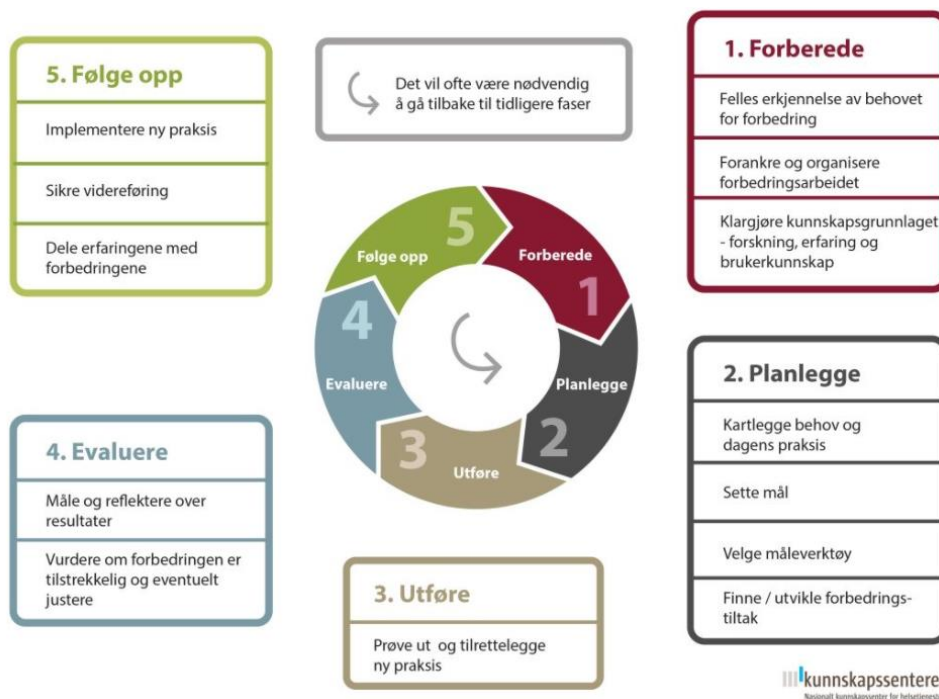 5. Følge opp
Implementere ny praksis
Sikre videreføring
Dele erfaringene med
forbedringene
Det vil ofte være nødvendig
å gå tilbake til tidligere faser
1. Forberede
Felles erkjennelse av behovet
for forbedring
Forankre og organisere
forbedringsarbeidet
Klargjøre kunnskapsgrunnlaget
- forskning, erfaring og
brukerkunnskap
5
Følge opp
Forberede
1
4
Evaluere
Planlegge
2
3
Utføre
2. Planlegge
Kartlegge behov og
dagens praksis
Sette mål
Velge måleverktøy
Finne / utvikle forbedrings-
tiltak
4. Evaluere
Måle og reflektere over
resultater
Vurdere om forbedringen er
tilstrekkelig og eventuelt
justere
3. Utføre
Prøve ut og tilrettelegge
ny praksis
kunnskapssentere
Nasjonalt kunnskapssenter for helsetjeneste